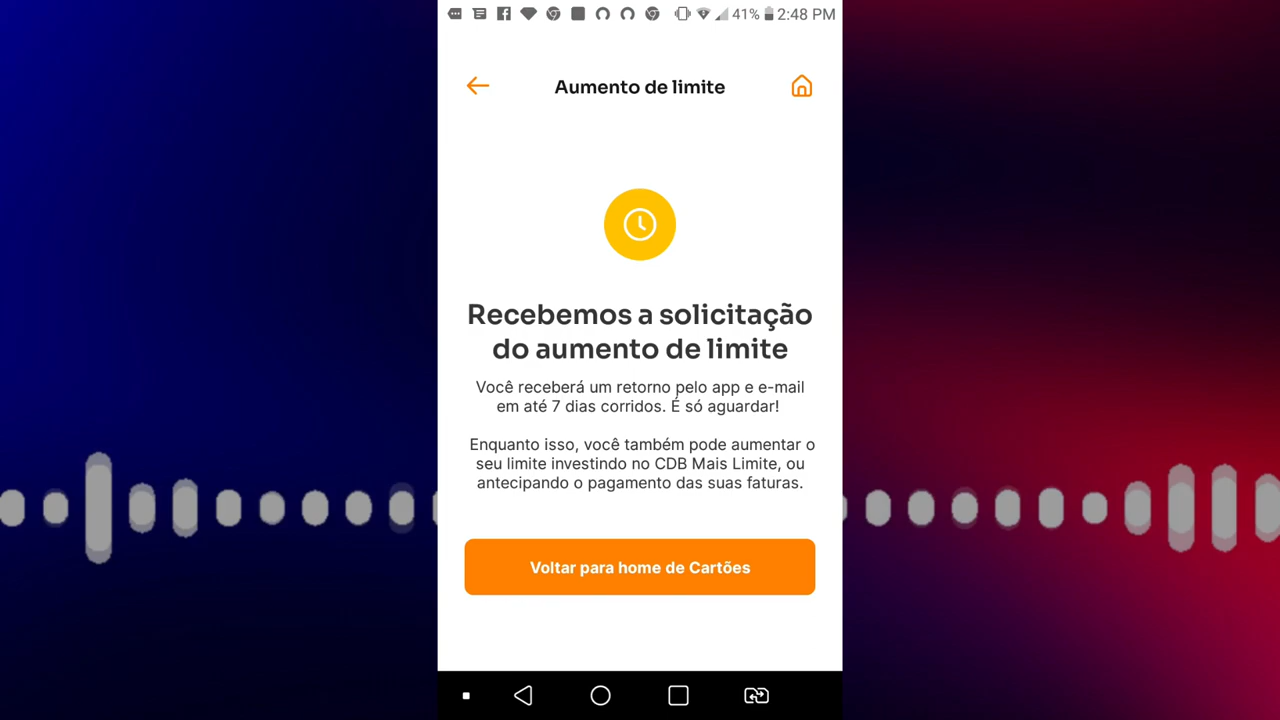 41% 2:48 PM
Aumento de limite
Recebemos a solicitação
do aumento de limite
Você receberá um retorno pelo app e e-mail
em até 7 dias corridos. É só aguardar!
Enquanto isso, você também pode aumentar o
seu limite investindo no CDB Mais Limite, ou
antecipando o pagamento das suas faturas.
Voltar para home de Cartões